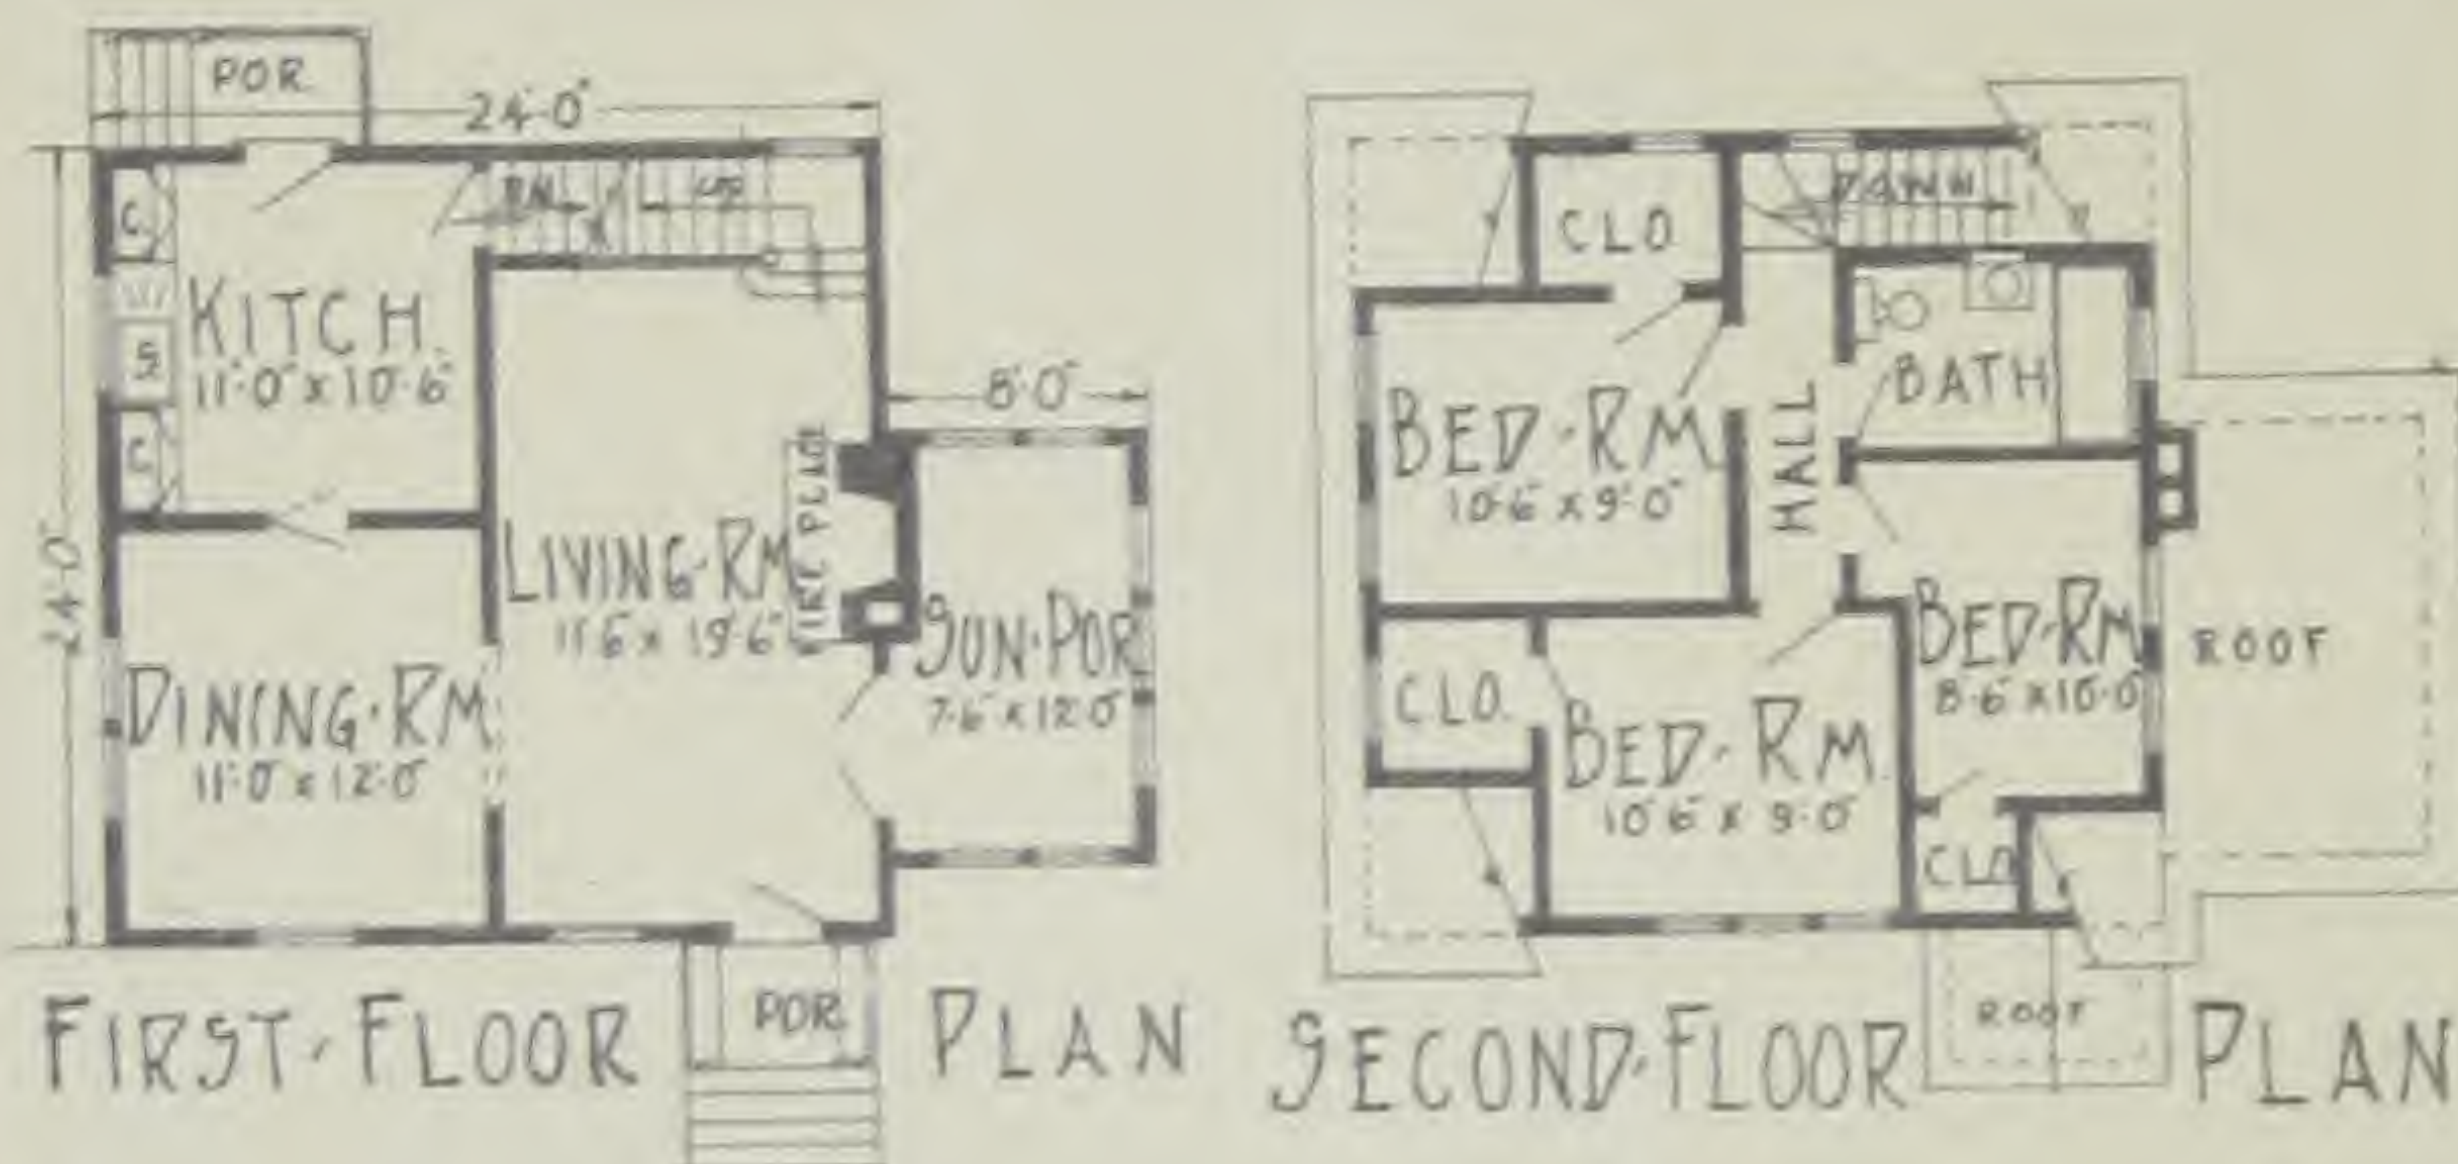 POR.
24'-0"
C.
DN.
UP
KITCH.
11'-0" x 10'-6"
S.
C.
8'-0"
24'-0"
FIRE PLACE
LIVING-RM
11'-6" x 19'-6"
SUN-POR.
7'-6" x 12'-0"
DINING-RM
11'-0" x 12'-0"
POR.
FIRST-FLOOR PLAN
CLO.
DOWN
BATH
BED-RM
10'-6" x 9'-0"
HALL
BED-RM
8'-6" x 10'-0"
ROOF
CLO.
BED-RM.
10'-6" x 9'-0"
CLO
ROOF
SECOND-FLOOR PLAN